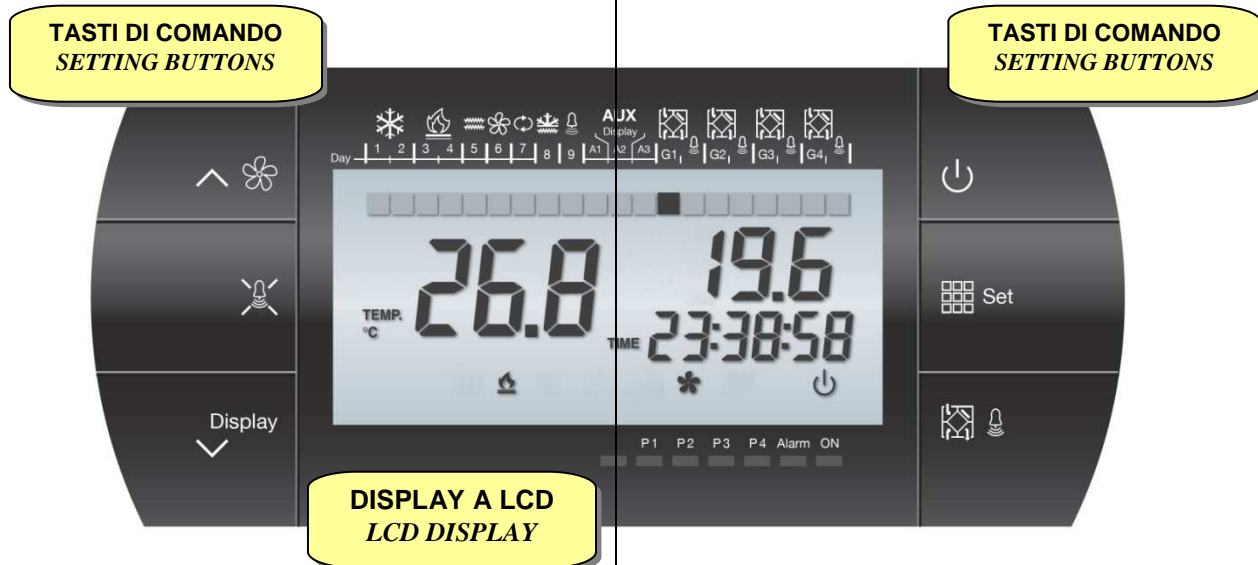 TASTI DI COMANDO
SETTING BUTTONS
TASTI DI COMANDO
SETTING BUTTONS
AUX
Display
Day 1 2 3 4 5 6 7 8 9 A1 A2 A3 G1 G2 G3 G4
26.8
19.6
TEMP.
°C
TIME 23:38:58
Set
Display
P1 P2 P3 P4 Alarm ON
DISPLAY A LCD
LCD DISPLAY